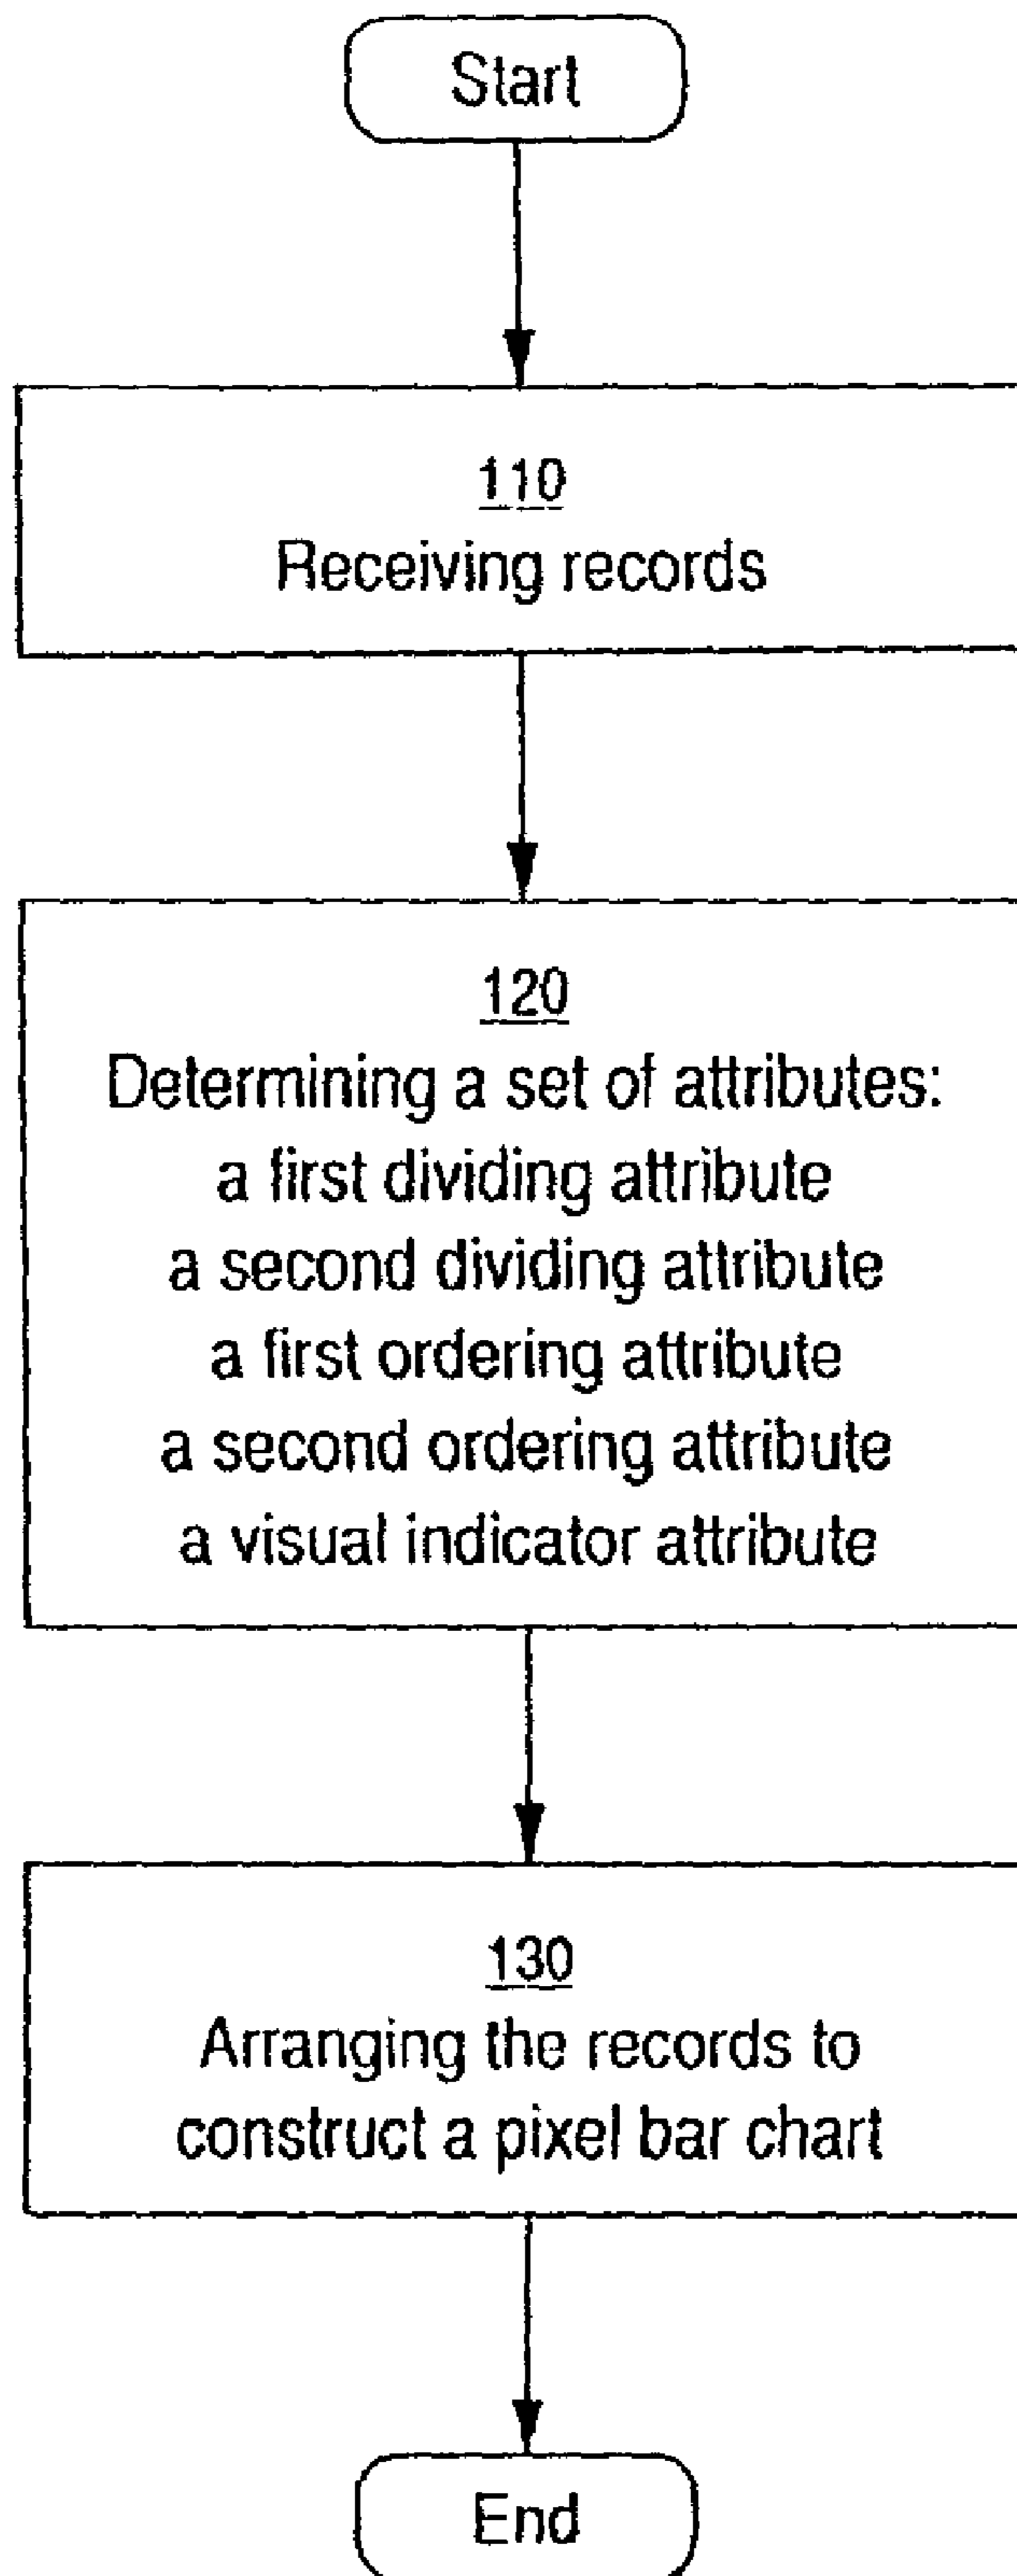 Start
110
Receiving records
120
Determining a set of attributes:
a first dividing attribute
a second dividing attribute
a first ordering attribute
a second ordering attribute
a visual indicator attribute
130
Arranging the records to
construct a pixel bar chart
End